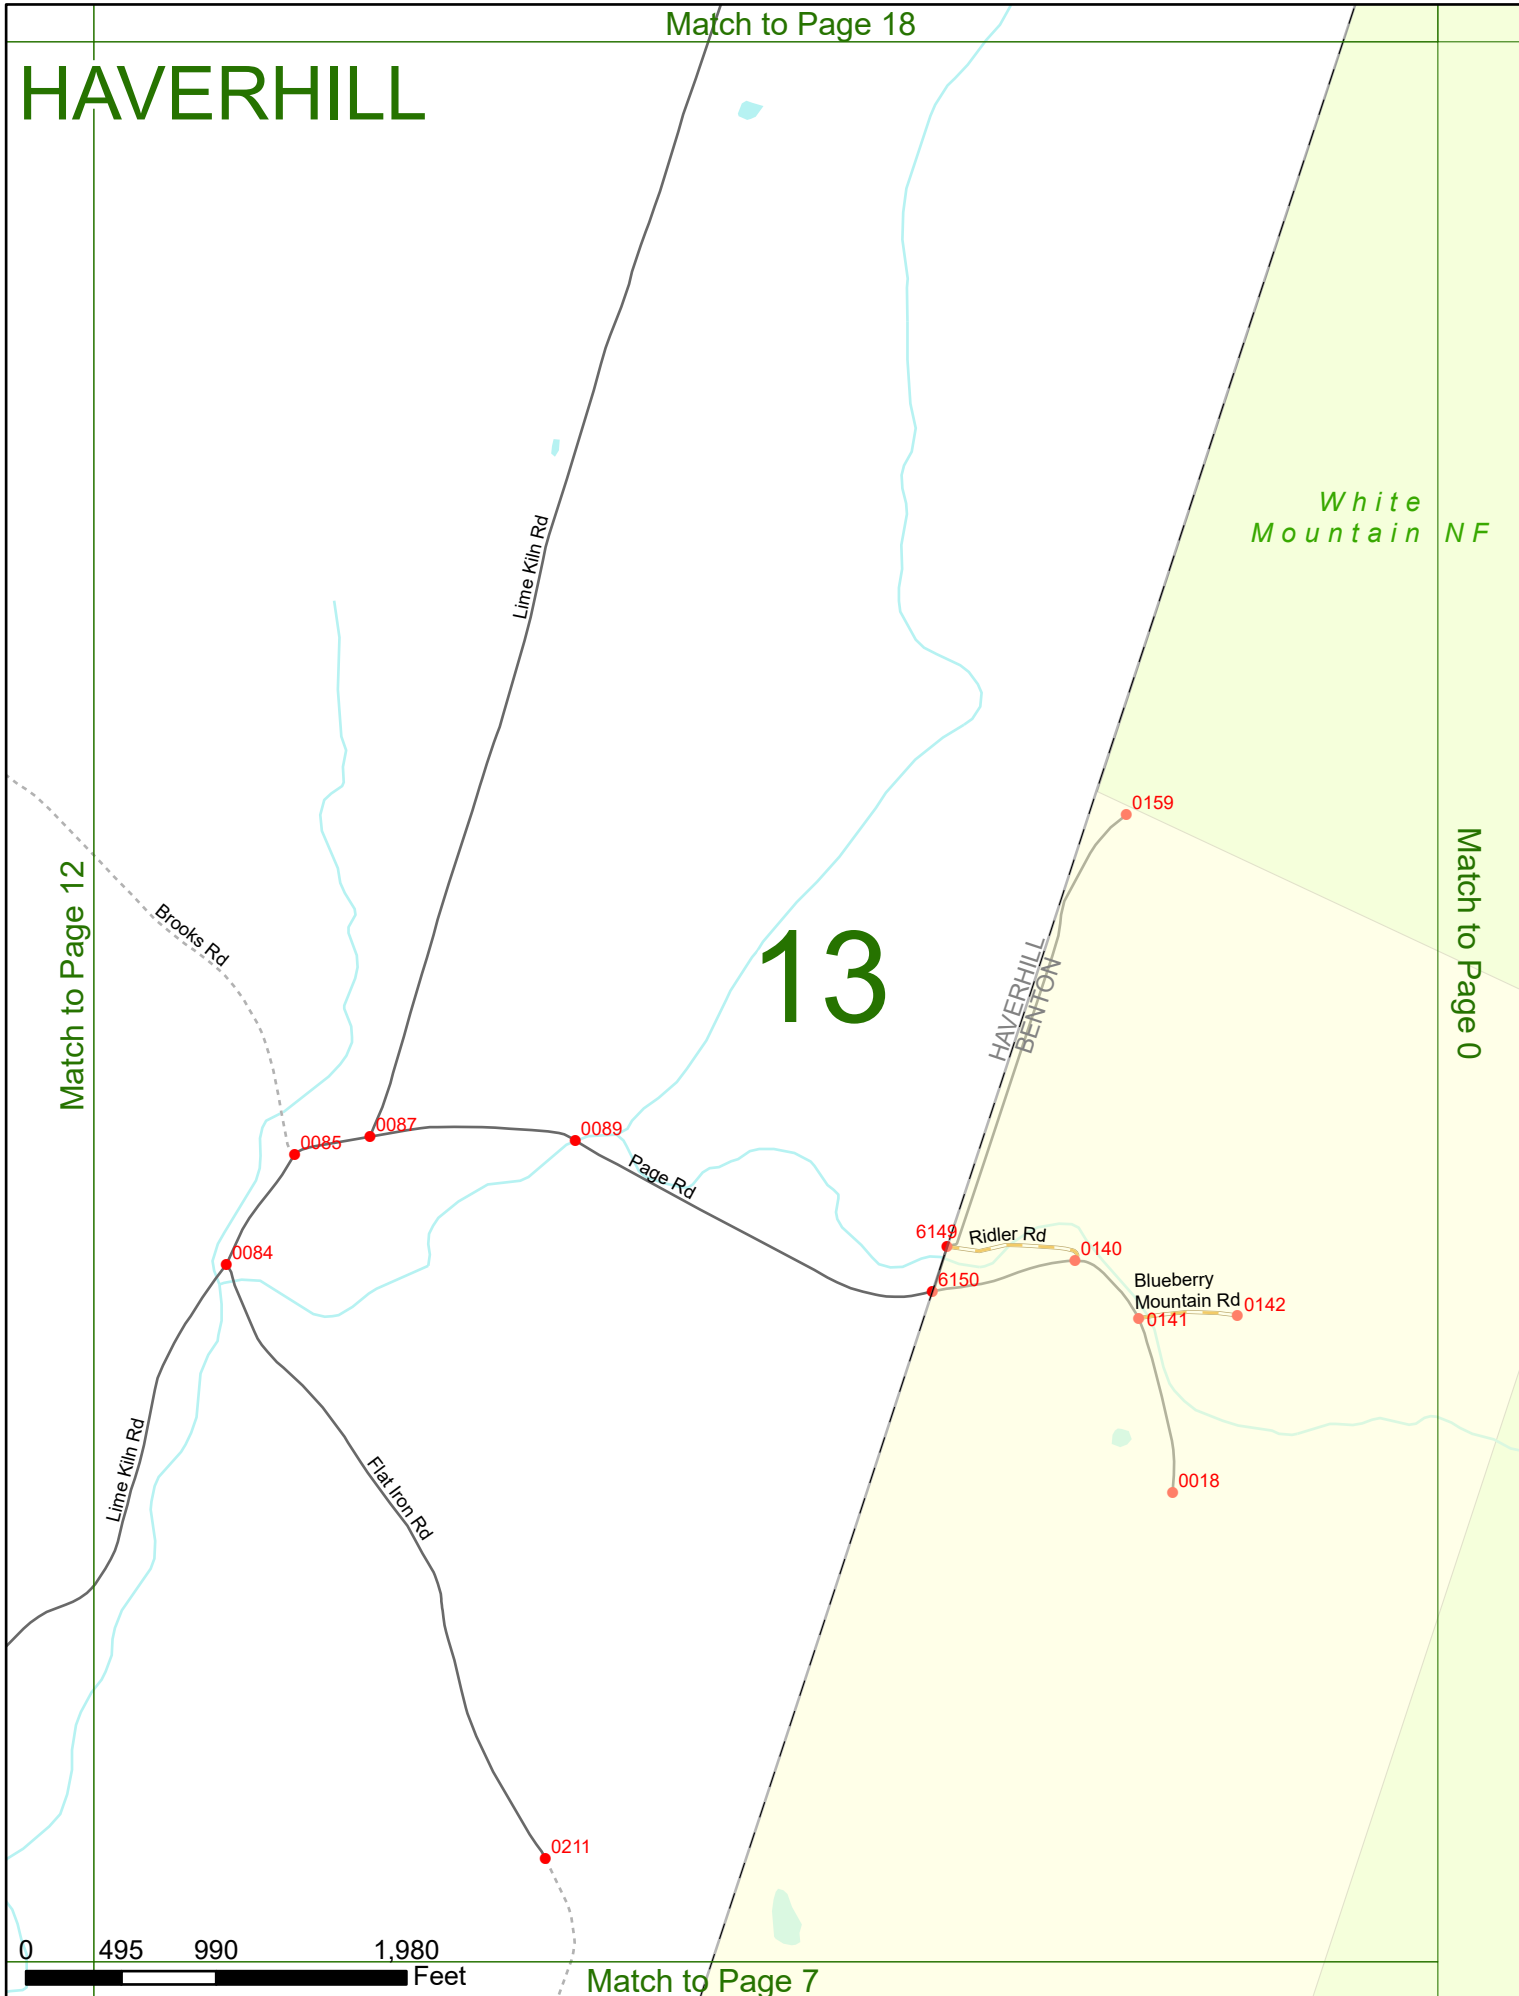 Match to Page 18
HAVERHILL
White
Mountain NF
Lime Kiln Rd
0159
Match to Page 12
Match to Page 0
Brooks Rd
13
HAVERHILL
BENTON
0087
0089
0085
Page Rd
6149
Ridler Rd
0084
0140
6150
Blueberry
Mountain Rd
0142
0141
Lime Kiln Rd
Flat Iron Rd
0018
0211
0 495 990 1,980
Feet
Match to Page 7